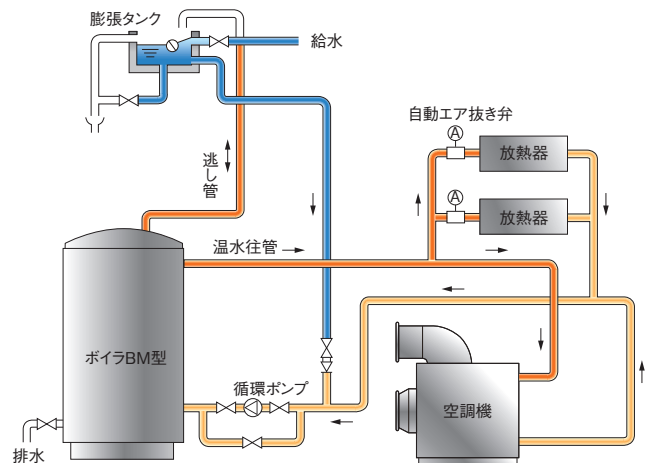 膨張タンク
給水
自動エア抜き弁
A
放熱器
A
放熱器
逃し管
温水往管
ボイラBM型
循環ポンプ
空調機
排水